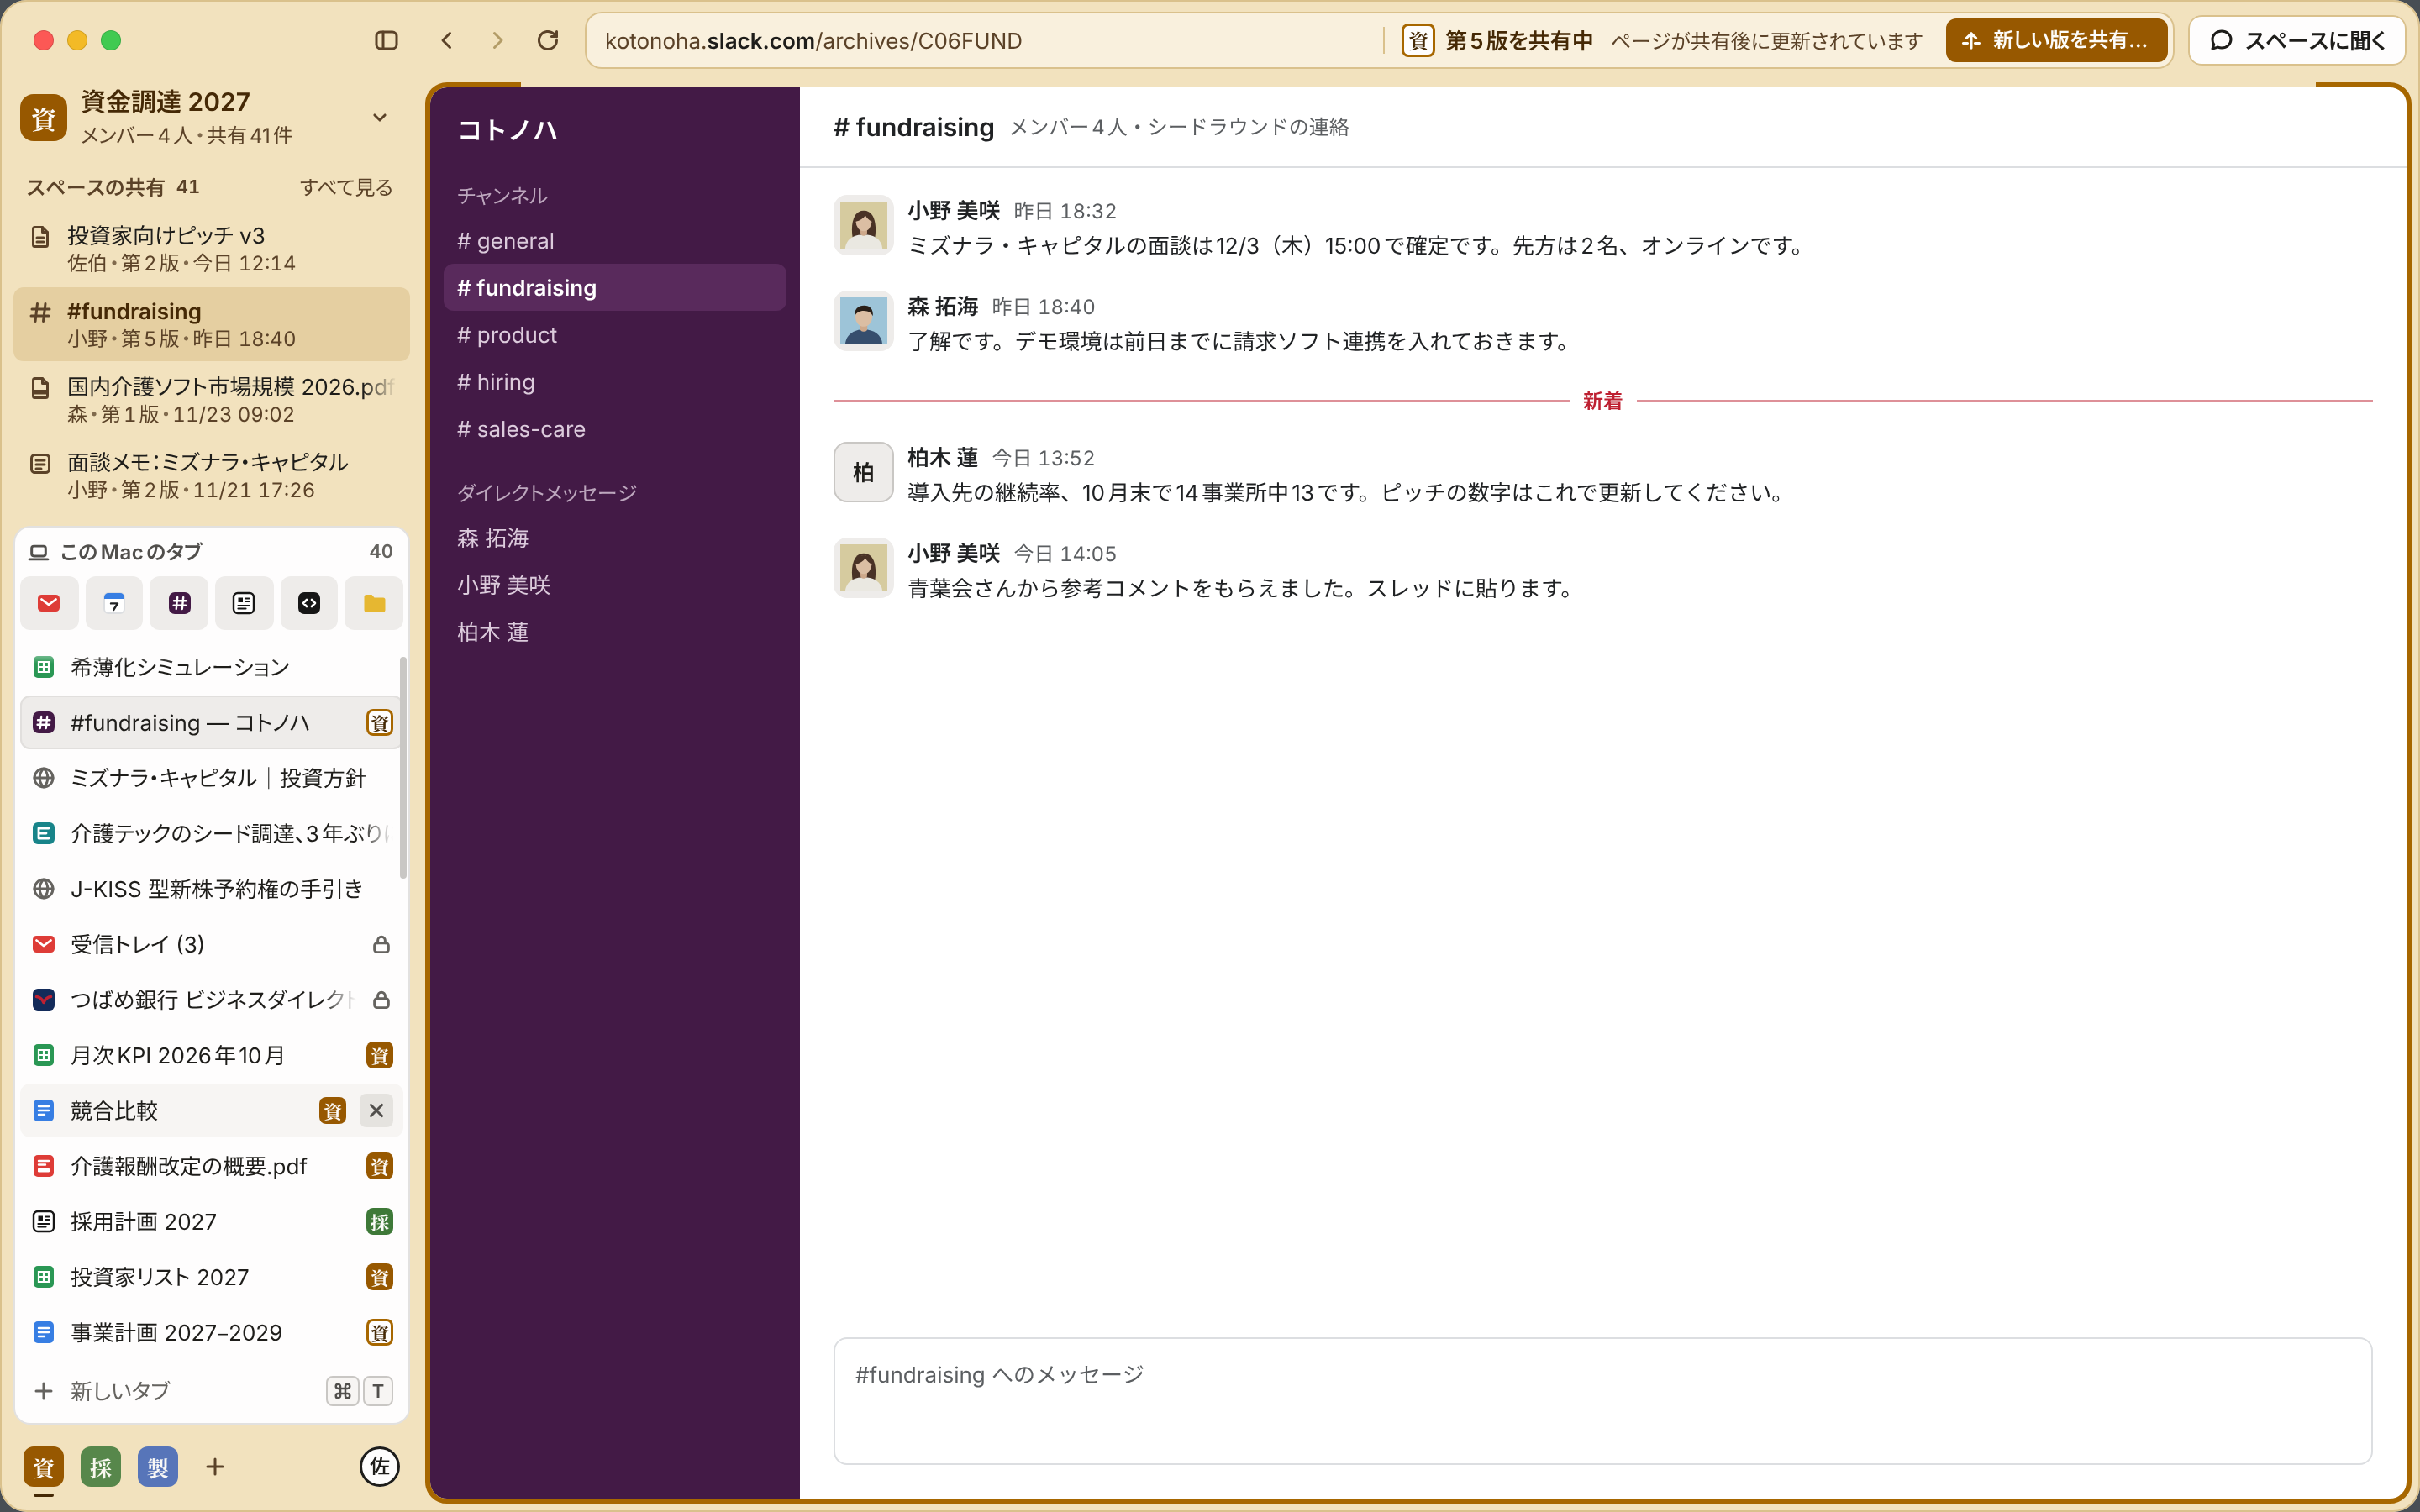 kotonoha.slack.com/archives/C06FUND
資 第5版を共有中 ページが共有後に更新されています
新しい版を共有...
スペースに聞く
資
資金調達 2027
メンバー4人・共有41件
スペースの共有 41 すべて見る
投資家向けピッチ v3
佐伯・第2版・今日 12:14
#fundraising
小野・第5版・昨日 18:40
国内介護ソフト市場規模 2026.pdf
森・第1版・11/23 09:02
面談メモ：ミズナラ・キャピタル
小野・第2版・11/21 17:26
このMacのタブ 40
7
希薄化シミュレーション
#fundraising — コトノハ 資
ミズナラ・キャピタル｜投資方針
介護テックのシード調達、3年ぶり
J-KISS 型新株予約権の手引き
受信トレイ (3)
つばめ銀行 ビジネスダイレクト
月次KPI 2026年10月 資
競合比較 資
介護報酬改定の概要.pdf 資
採用計画 2027 採
投資家リスト 2027 資
事業計画 2027–2029 資
新しいタブ ⌘ T
資 採 製 佐
コトノハ
チャンネル
# general
# fundraising
# product
# hiring
# sales-care
ダイレクトメッセージ
森 拓海
小野 美咲
柏木 蓮
# fundraising メンバー4人・シードラウンドの連絡
小野 美咲 昨日 18:32
ミズナラ・キャピタルの面談は12/3（木）15:00で確定です。先方は2名、オンラインです。
森 拓海 昨日 18:40
了解です。デモ環境は前日までに請求ソフト連携を入れておきます。
新着
柏
柏木 蓮 今日 13:52
導入先の継続率、10月末で14事業所中13です。ピッチの数字はこれで更新してください。
小野 美咲 今日 14:05
青葉会さんから参考コメントをもらえました。スレッドに貼ります。
#fundraising へのメッセージ